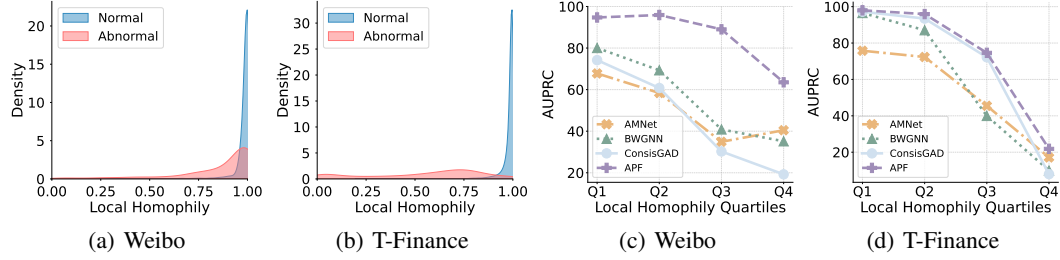 20
15
10
5
0
Density
Normal
Abnormal
0.00 0.25 0.50 0.75 1.00
Local Homophily
(a) Weibo
30
25
20
15
10
5
0
Density
Normal
Abnormal
0.00 0.25 0.50 0.75 1.00
Local Homophily
(b) T-Finance
100
80
60
40
20
AUPRC
AMNet
BWGNN
ConsisGAD
APF
Q1 Q2 Q3 Q4
Local Homophily Quartiles
(c) Weibo
100
80
60
40
20
AUPRC
AMNet
BWGNN
ConsisGAD
APF
Q1 Q2 Q3 Q4
Local Homophily Quartiles
(d) T-Finance